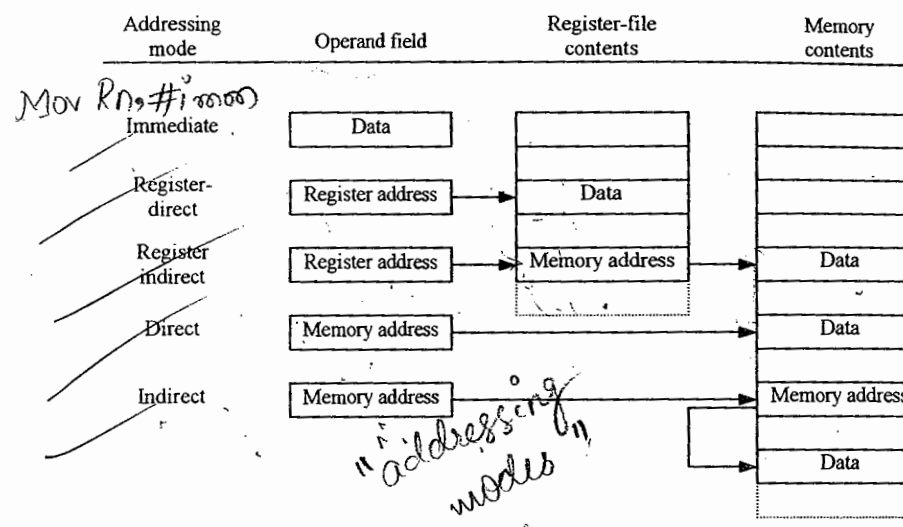 Addressing mode
Operand field
Register-file contents
Memory contents
Mov Rn, #imm
Immediate
Data
Register-direct
Register address
Data
Register indirect
Register address
Memory address
Data
Direct
Memory address
Data
Indirect
Memory address
Memory address
Data
"addressing
modes"